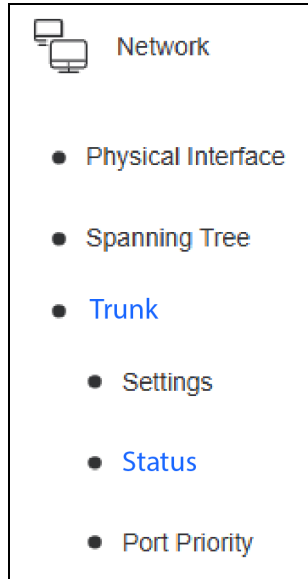 Network
Physical Interface
Spanning Tree
Trunk
Settings
Status
Port Priority